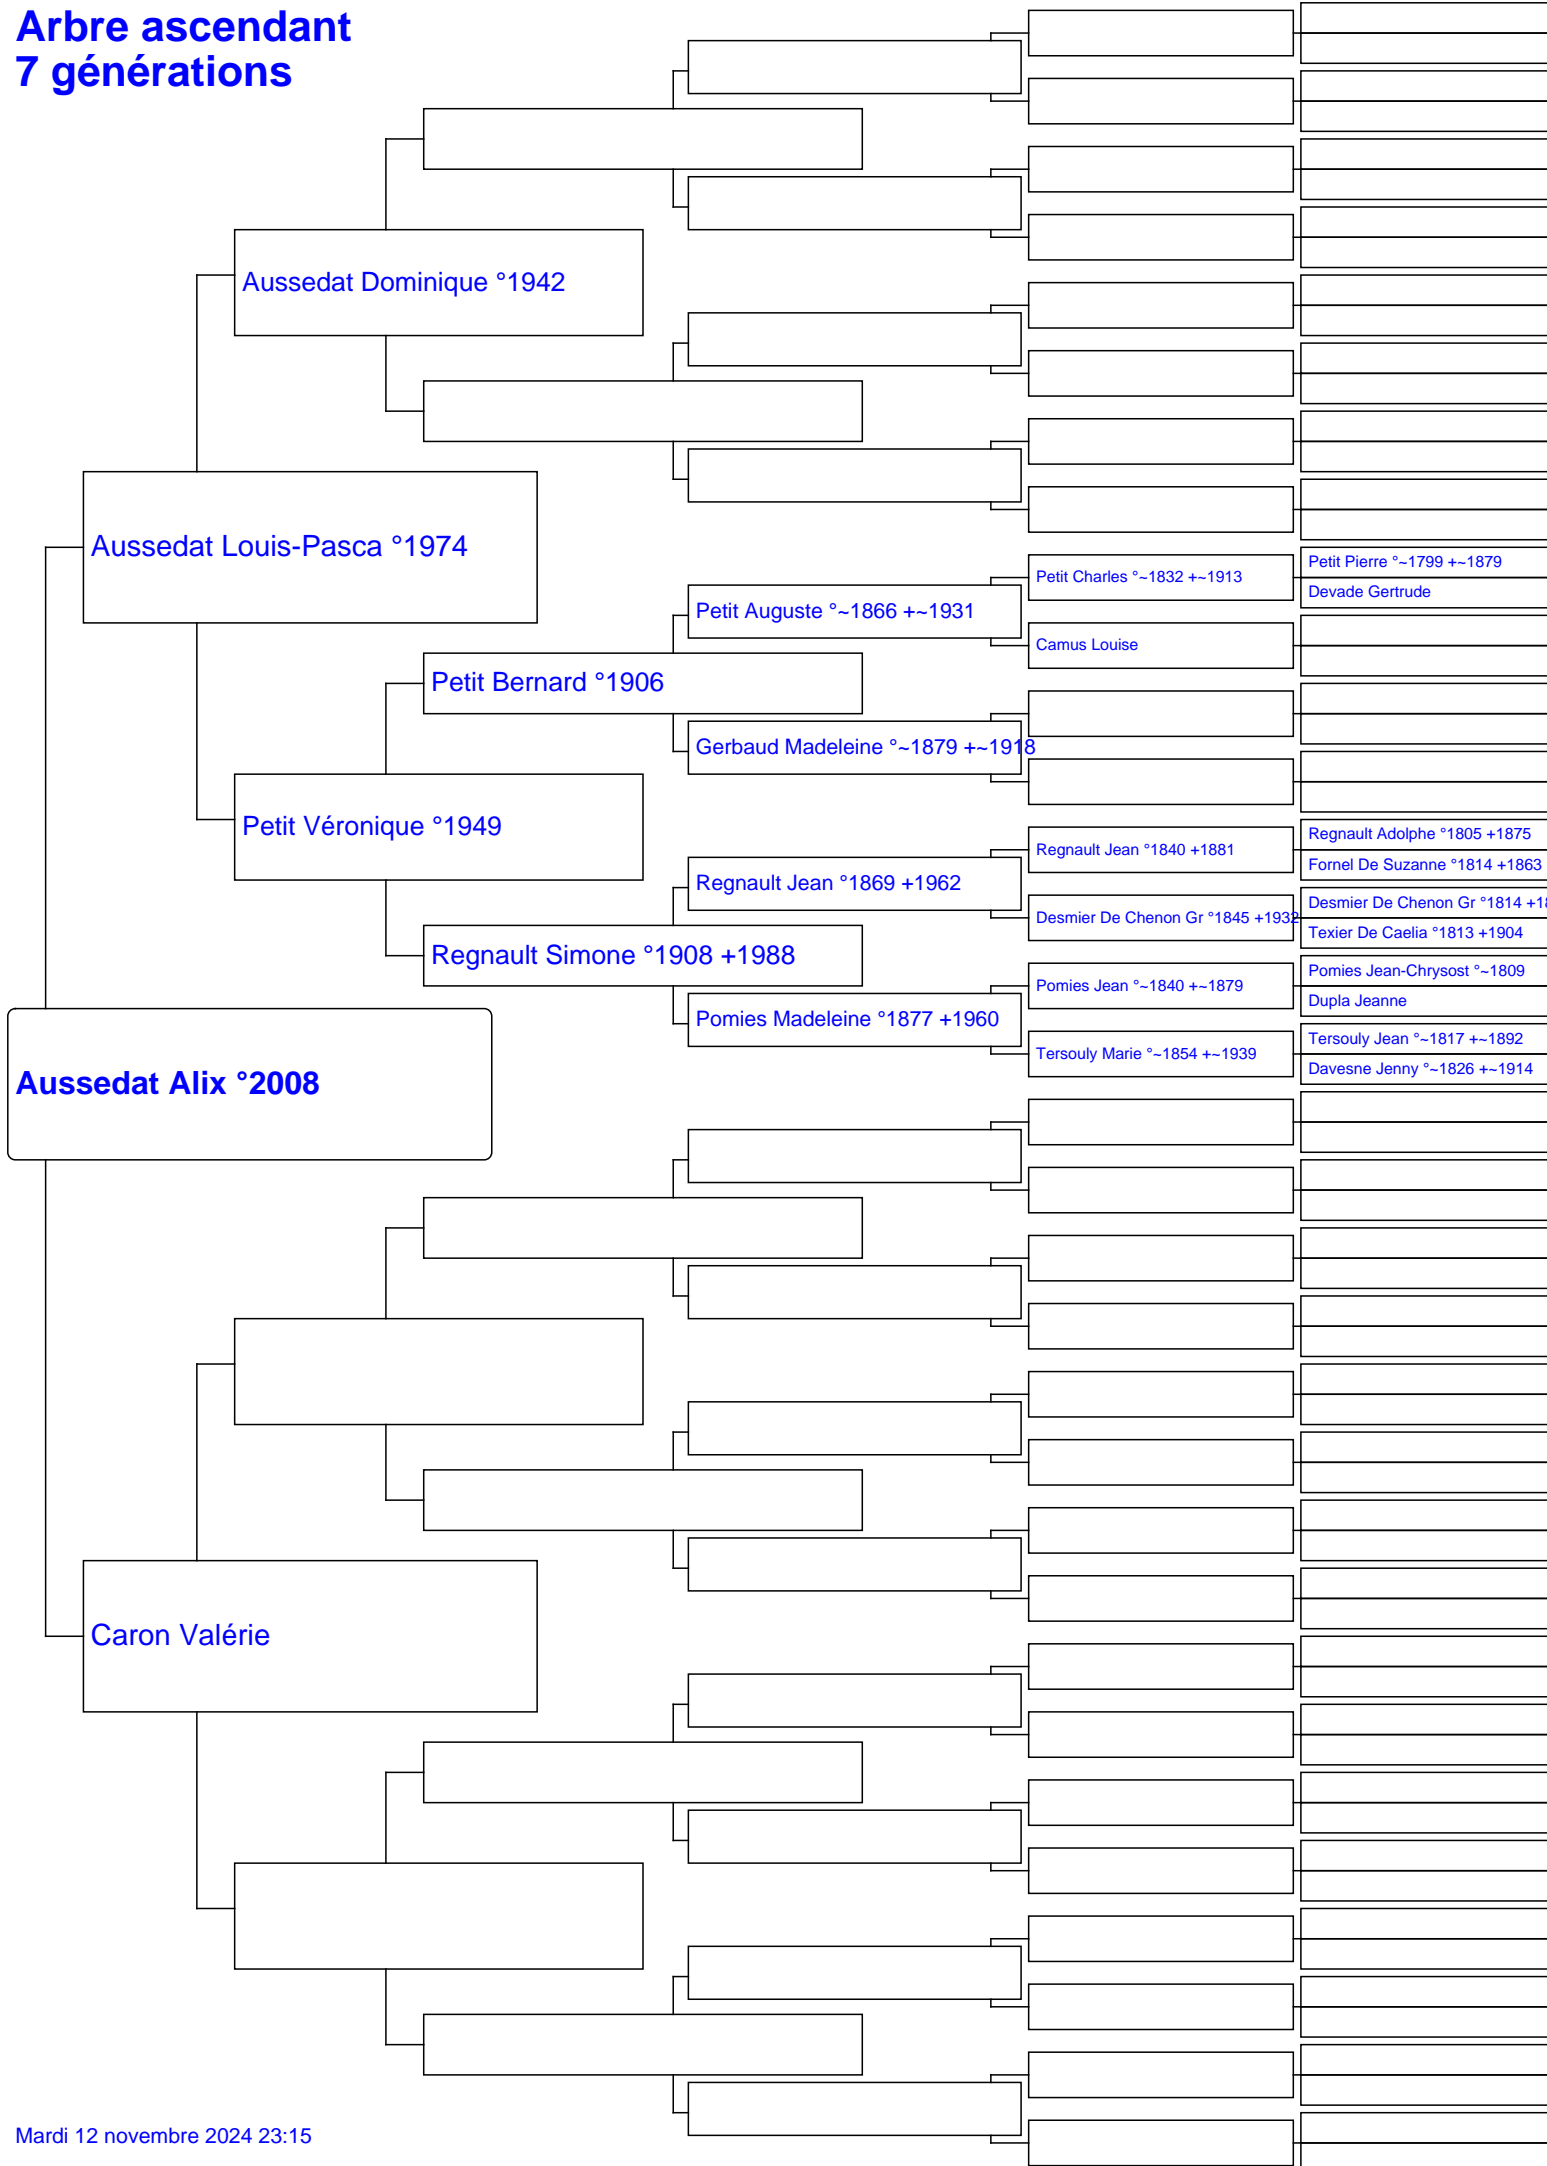 Arbre ascendant
7 générations
Aussedat Dominique °1942
Aussedat Louis-Pasca °1974
Petit Pierre °~1799 +~1879
Petit Charles °~1832 +~1913
Devade Gertrude
Petit Auguste °~1866 +~1931
Camus Louise
Petit Bernard °1906
Gerbaud Madeleine °~1879 +~1918
Petit Véronique °1949
Regnault Adolphe °1805 +1875
Regnault Jean °1840 +1881
Fornel De Suzanne °1814 +1863
Regnault Jean °1869 +1962
Desmier De Chenon Gr °1814 +18
Desmier De Chenon Gr °1845 +1932
Texier De Caelia °1813 +1904
Regnault Simone °1908 +1988
Pomies Jean-Chrysost °~1809
Pomies Jean °~1840 +~1879
Dupla Jeanne
Pomies Madeleine °1877 +1960
Tersouly Jean °~1817 +~1892
Tersouly Marie °~1854 +~1939
Davesne Jenny °~1826 +~1914
Aussedat Alix °2008
Caron Valérie
Mardi 12 novembre 2024 23:15